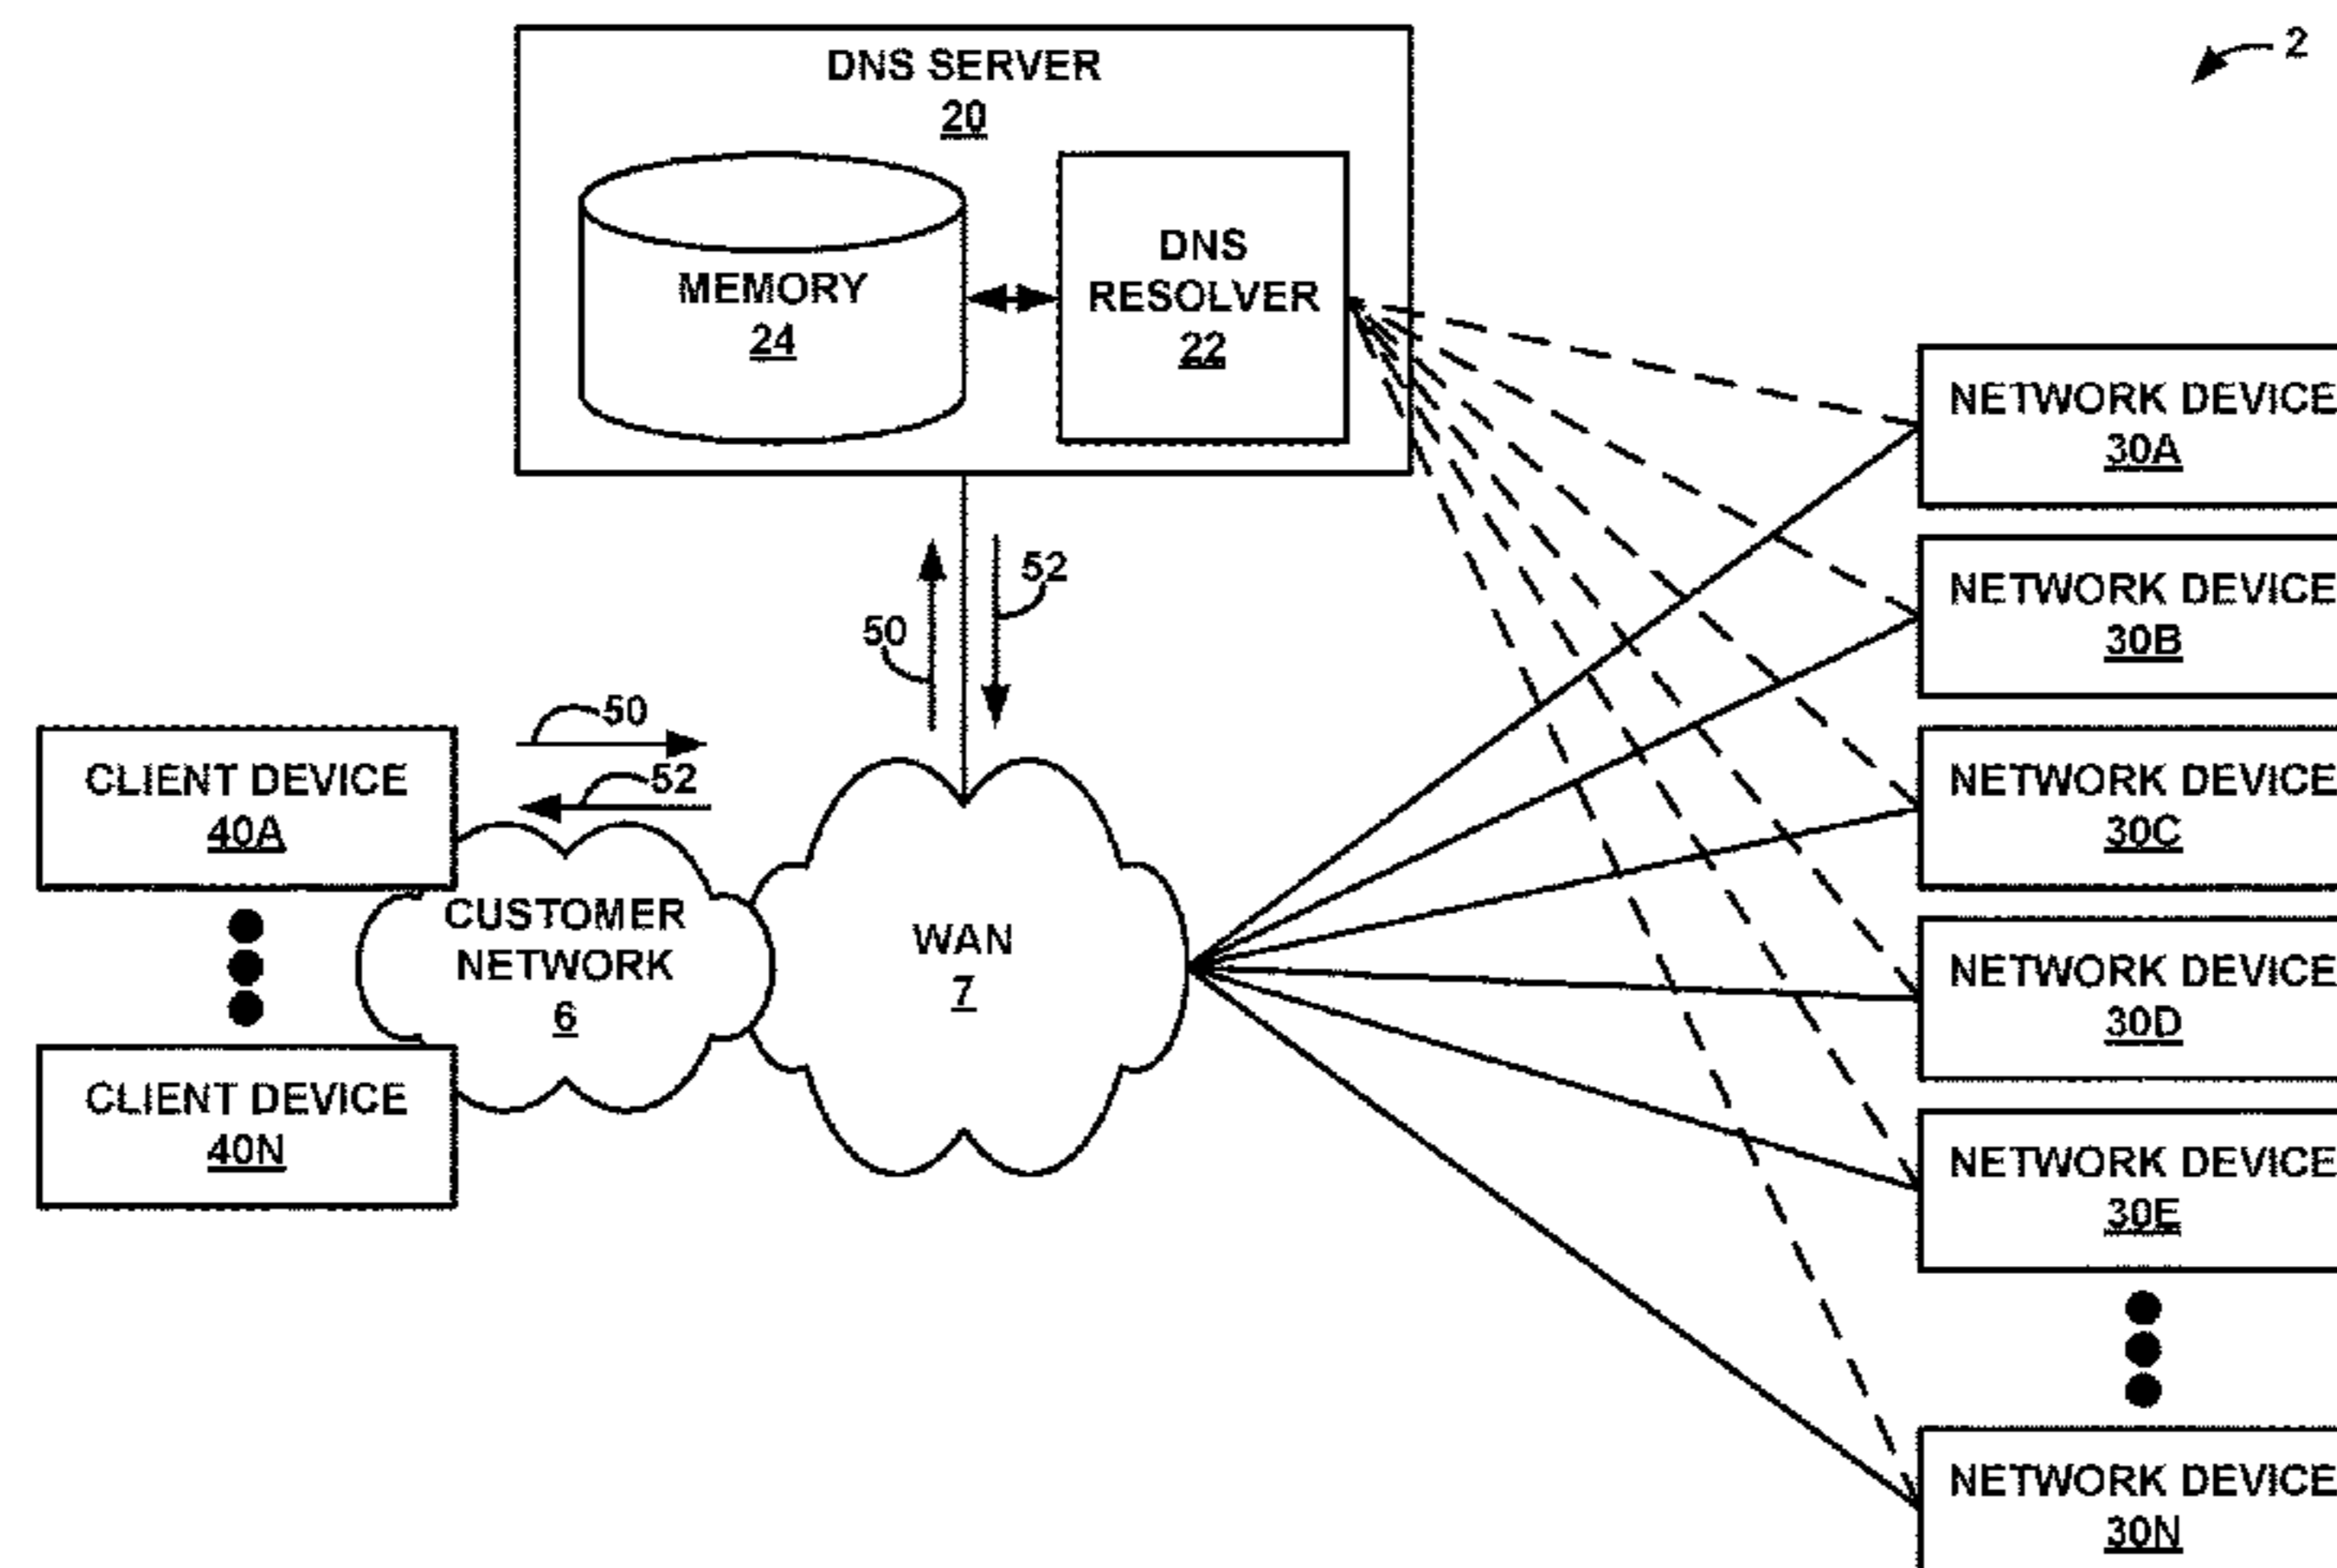 2
DNS SERVER
20
MEMORY
24
DNS
RESOLVER
22
NETWORK DEVICE
30A
NETWORK DEVICE
30B
NETWORK DEVICE
30C
NETWORK DEVICE
30D
NETWORK DEVICE
30E
NETWORK DEVICE
30N
50
52
50
52
CLIENT DEVICE
40A
CLIENT DEVICE
40N
CUSTOMER
NETWORK
6
WAN
7